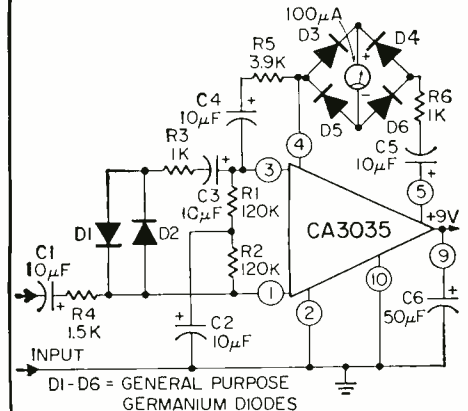 100µA
D3
D4
R5
3.9K
+
-
C4
10µF
+
D5
D6
R6
1K
R3
1K
C5
10µF
+
4
3
5
C3
10µF
+
R1
120K
+9V
D1
D2
CA3035
R2
120K
9
C1
10µF
+
1
10
R4
1.5K
+
C2
10µF
2
+
C6
50µF
INPUT
D1-D6 = GENERAL PURPOSE
GERMANIUM DIODES